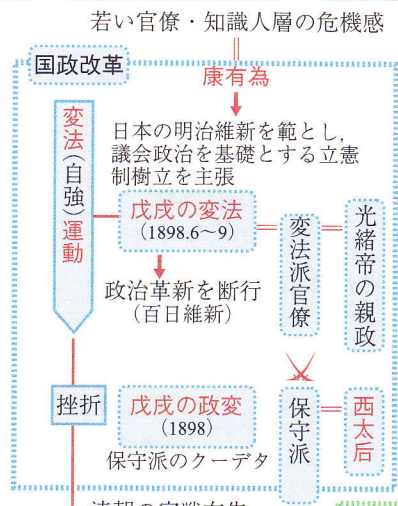 若い官僚・知識人層の危機感
国政改革
康有為
日本の明治維新を範とし,
議会政治を基礎とする立憲
制樹立を主張
変法(自強)運動
戊戌の変法
(1898.6~9)
変法派官僚
光緒帝の親政
政治革新を断行
(百日維新)
挫折
戊戌の政変
(1898)
保守派
西太后
保守派のクーデタ